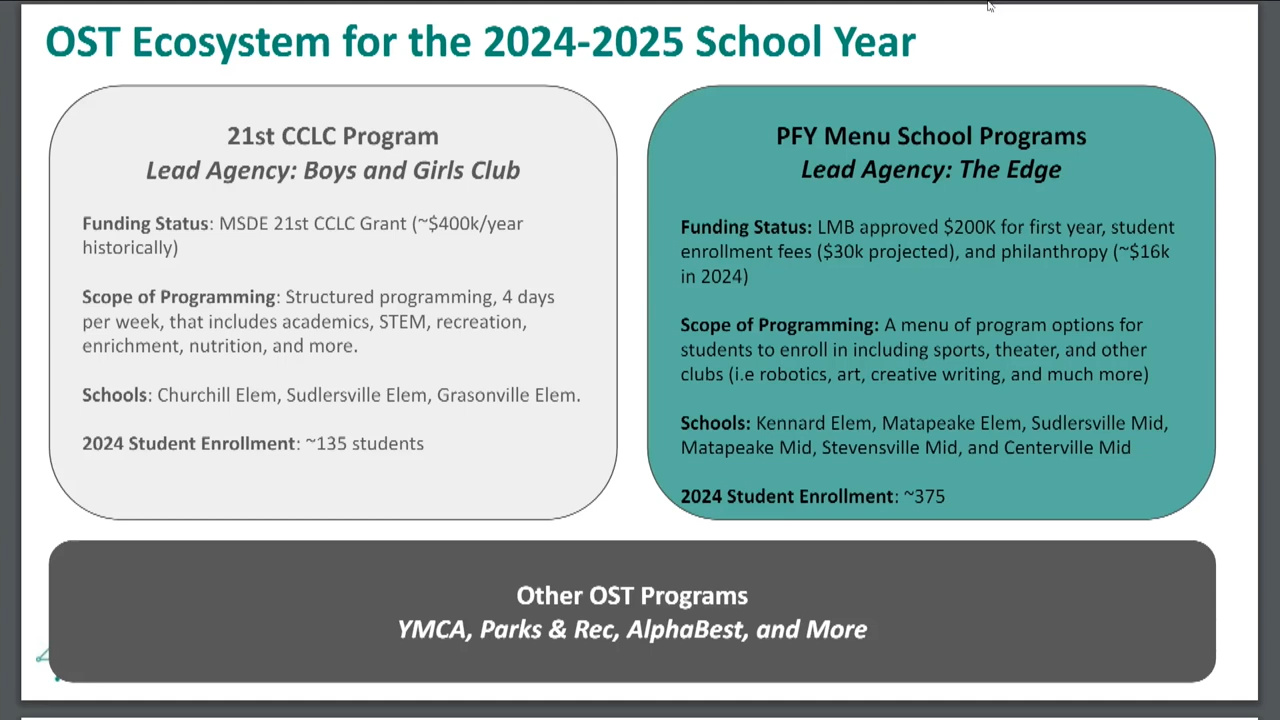 OST Ecosystem for the 2024-2025 School Year
21st CCLC Program
Lead Agency: Boys and Girls Club
Funding Status: MSDE 21st CCLC Grant (~$400k/year
historically)
Scope of Programming: Structured programming, 4 days
per week, that includes academics, STEM, recreation,
enrichment, nutrition, and more.
Schools: Churchill Elem, Sudlersville Elem, Grasonville Elem.
2024 Student Enrollment: ~135 students
PFY Menu School Programs
Lead Agency: The Edge
Funding Status: LMB approved $200K for first year, student
enrollment fees ($30k projected), and philanthropy (~$16k
in 2024)
Scope of Programming: A menu of program options for
students to enroll in including sports, theater, and other
clubs (i.e robotics, art, creative writing, and much more)
Schools: Kennard Elem, Matapeake Elem, Sudlersville Mid,
Matapeake Mid, Stevensville Mid, and Centerville Mid
2024 Student Enrollment: ~375
Other OST Programs
YMCA, Parks & Rec, AlphaBest, and More